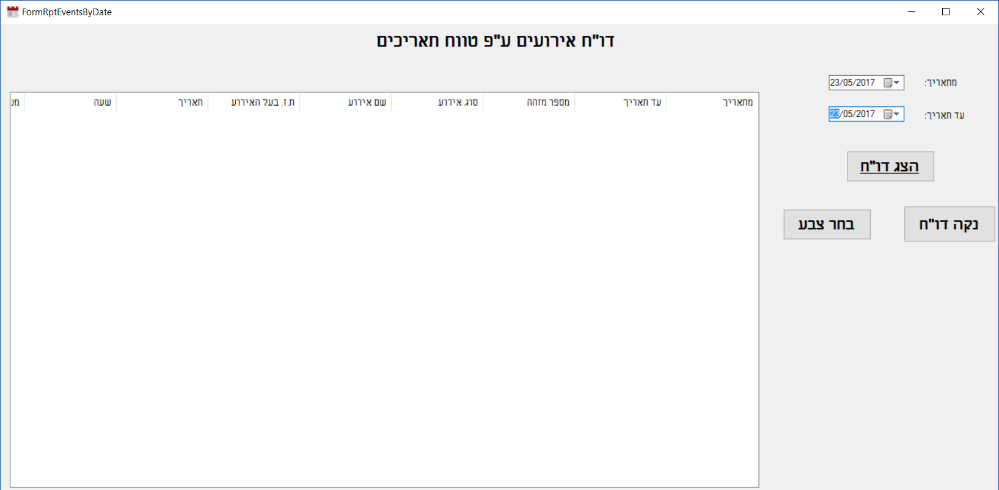 FormRptEventsByDate
דו"ח אירועים ע"פ טווח תאריכים
מתאריך: 23/05/2017
עד תאריך: 23/05/2017
מתאריך עד תאריך מספר מזהה סוג אירוע שם אירוע ת.ז. בעל האירוע תאריך שעה
הצג דו"ח
נקה דו"ח בחר צבע